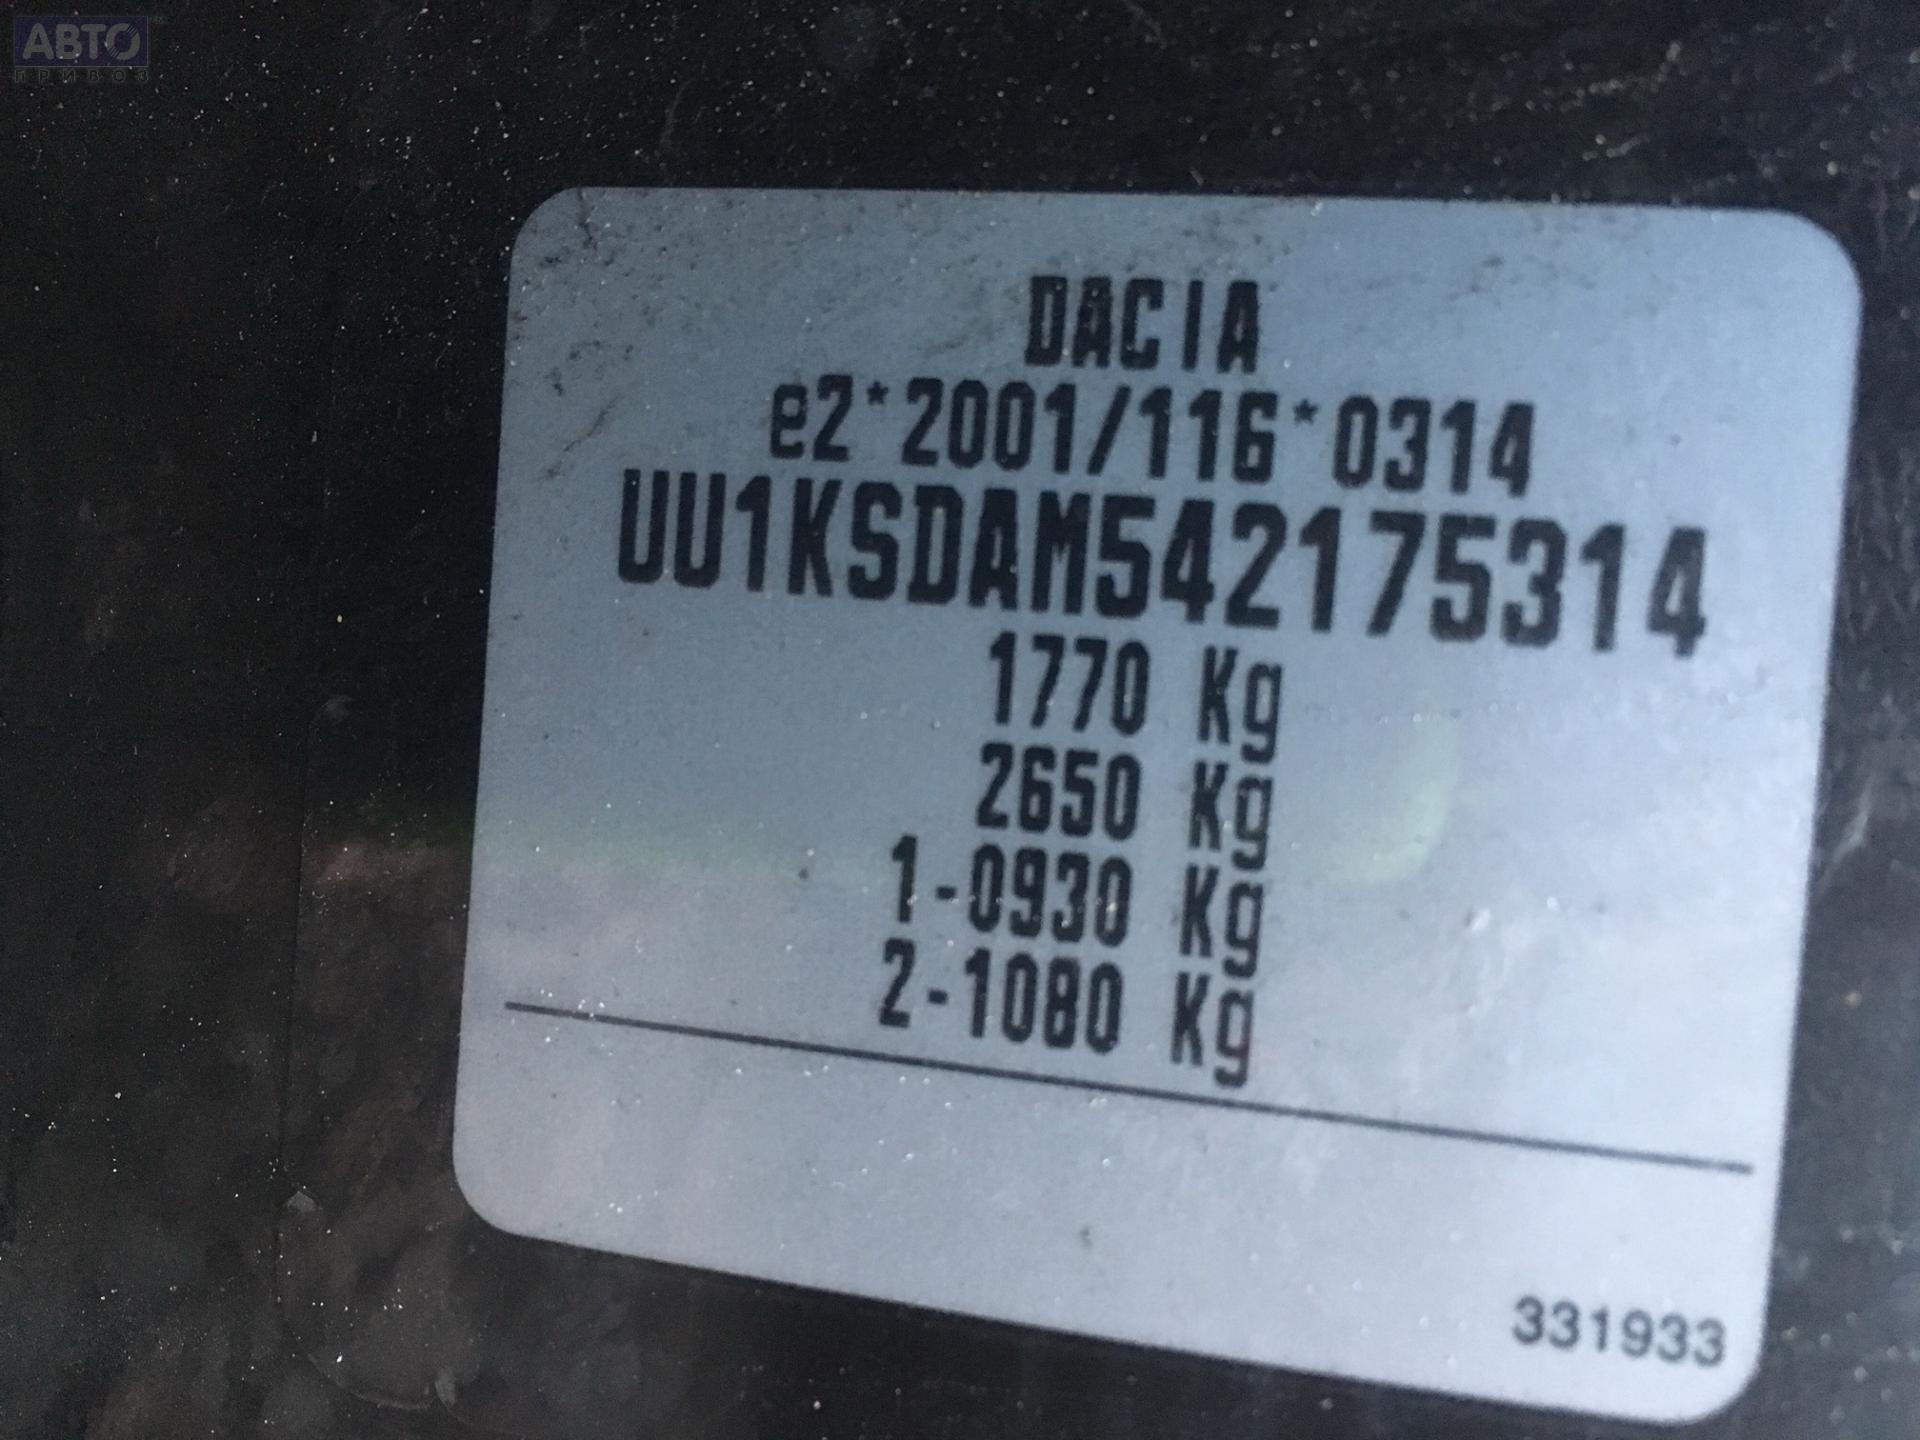 АВТО
ПРИВОЗ
DACIA
e2*2001/116*0314
UU1KSDAM542175314
1770 Kg
2650 Kg
1-0930 Kg
2-1080 Kg
331933